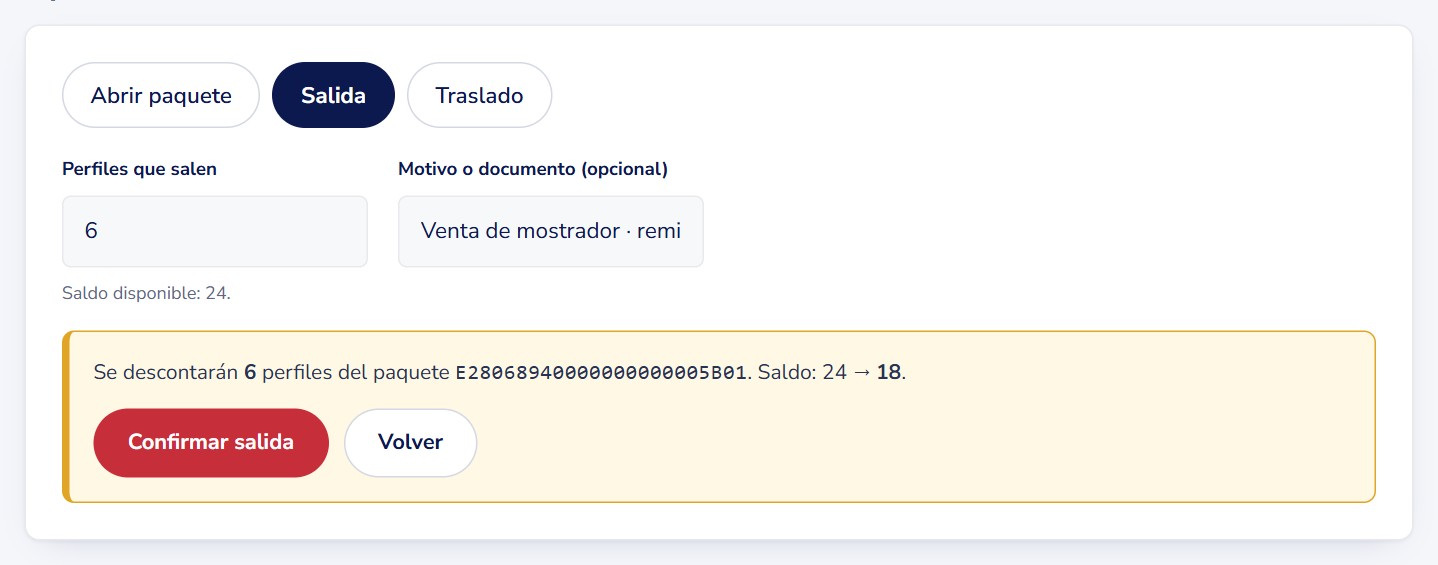 Abrir paquete Salida Traslado
Perfiles que salen Motivo o documento (opcional)
6 Venta de mostrador · remi
Saldo disponible: 24.
Se descontarán 6 perfiles del paquete E28068940000000000005B01. Saldo: 24 → 18.
Confirmar salida Volver